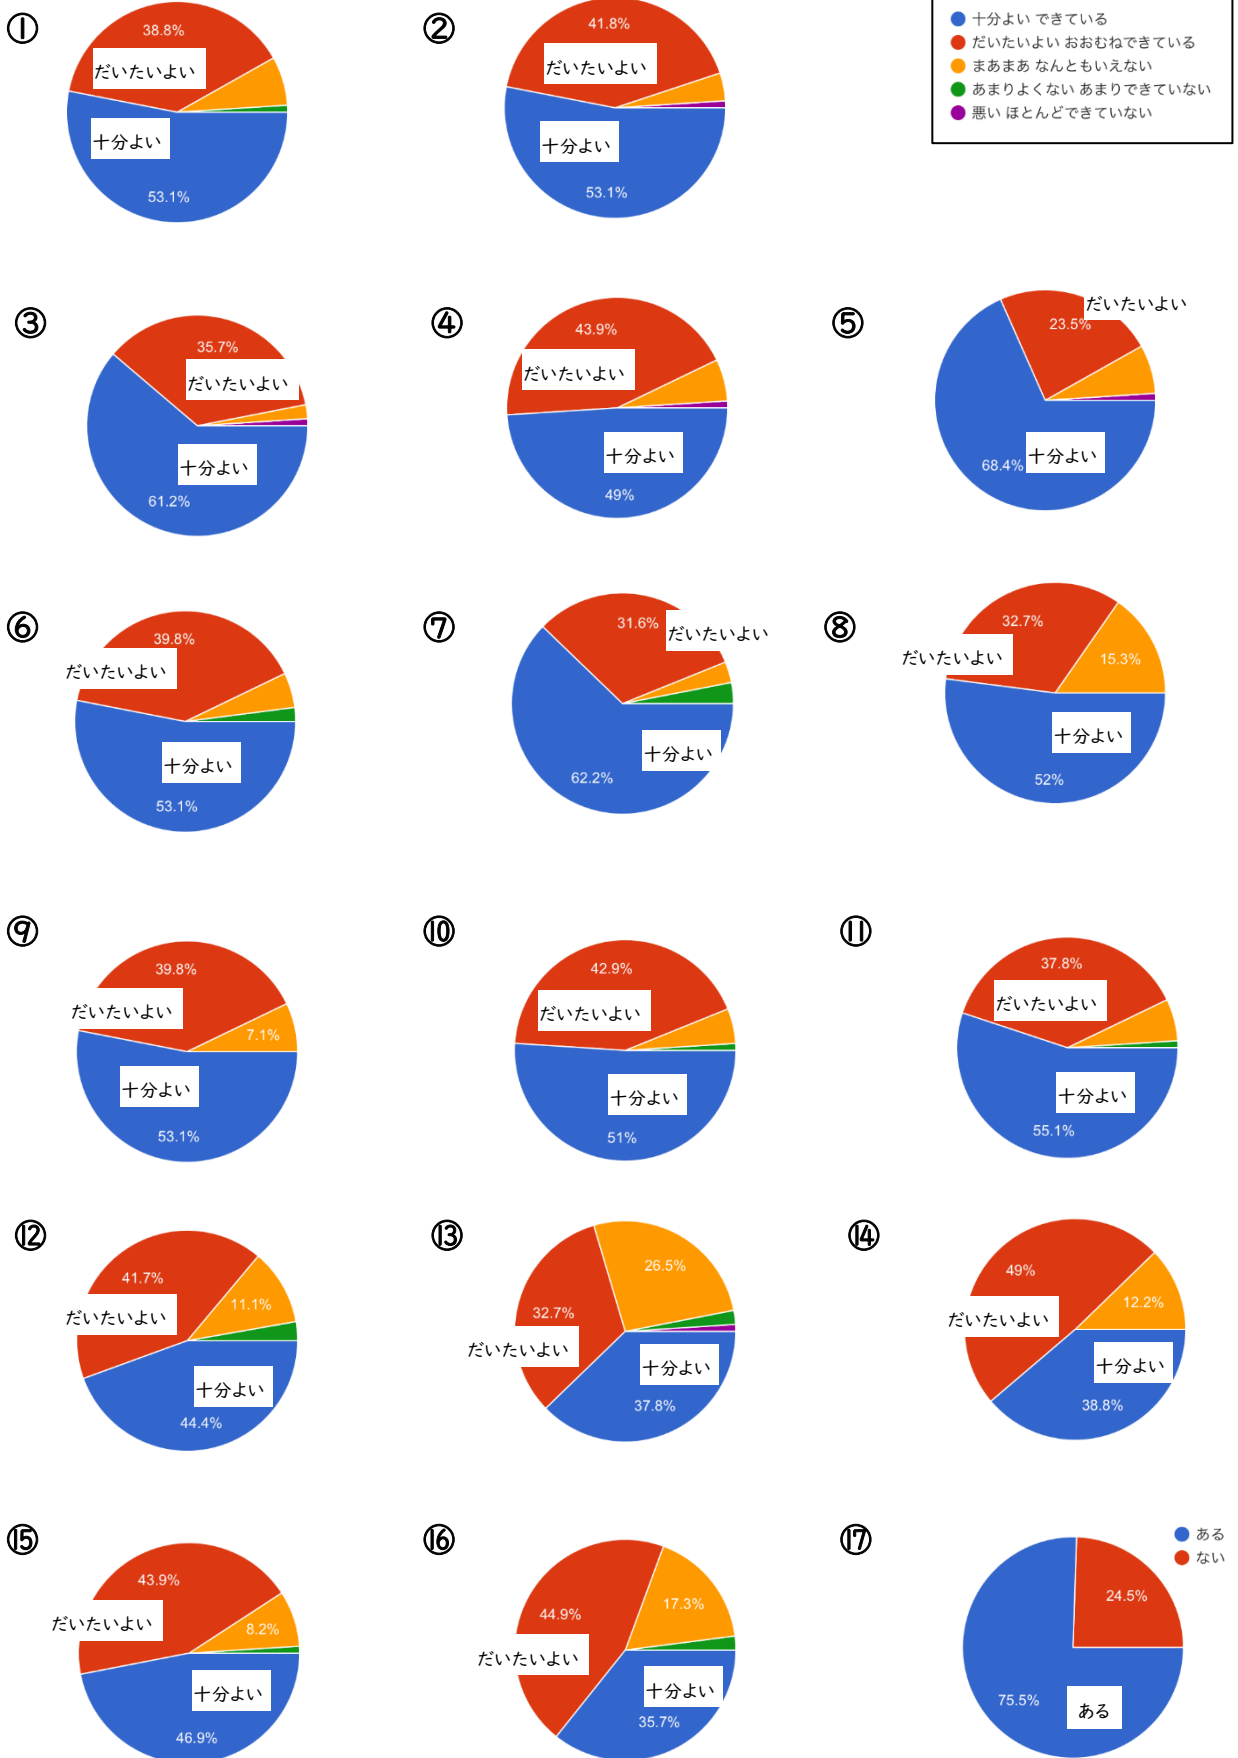 ① 38.8% だいたいよい 十分よい 53.1%
② 41.8% だいたいよい 十分よい 53.1%
十分よい できている
だいたいよい おおむねできている
まあまあ なんともいえない
あまりよくない あまりできていない
悪い ほとんどできていない
③ 35.7% だいたいよい 十分よい 61.2%
④ 43.9% だいたいよい 十分よい 49%
⑤ だいたいよい 23.5% 68.4% 十分よい
⑥ 39.8% だいたいよい 十分よい 53.1%
⑦ 31.6% だいたいよい 十分よい 62.2%
⑧ 32.7% だいたいよい 15.3% 十分よい 52%
⑨ 39.8% だいたいよい 7.1% 十分よい 53.1%
⑩ 42.9% だいたいよい 十分よい 51%
⑪ 37.8% だいたいよい 十分よい 55.1%
⑫ 41.7% 11.1% だいたいよい 十分よい 44.4%
⑬ 26.5% 32.7% だいたいよい 十分よい 37.8%
⑭ 49% 12.2% だいたいよい 十分よい 38.8%
⑮ 43.9% だいたいよい 8.2% 十分よい 46.9%
⑯ 17.3% 44.9% だいたいよい 十分よい 35.7%
⑰ ある
ない
24.5%
75.5% ある